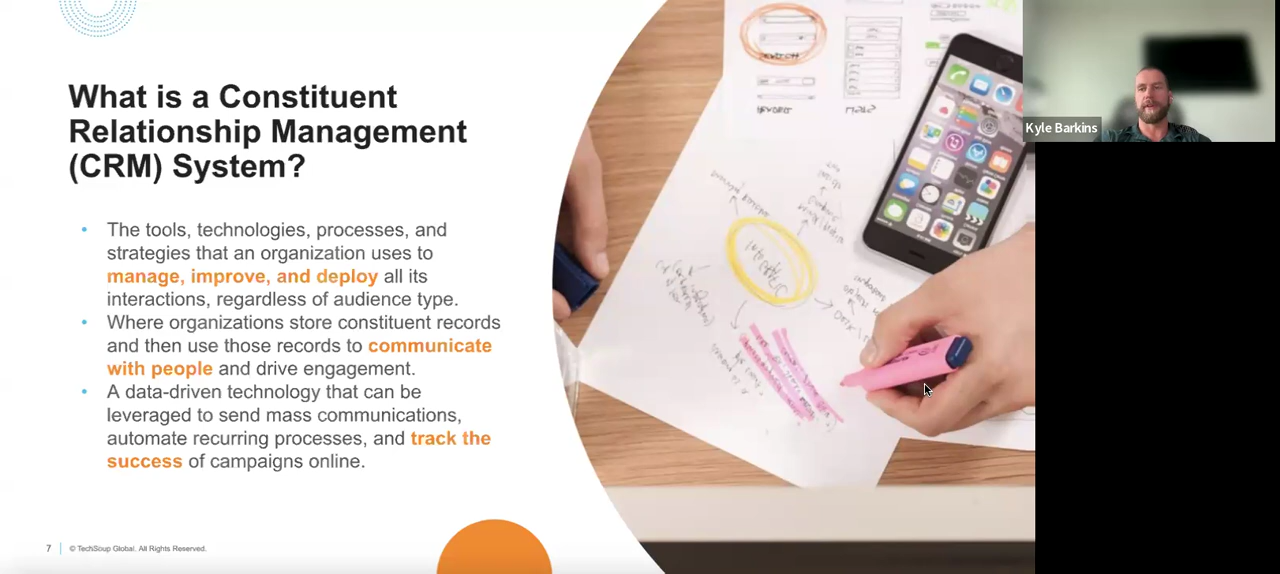 What is a Constituent
Relationship Management
(CRM) System?
• The tools, technologies, processes, and
strategies that an organization uses to
manage, improve, and deploy all its
interactions, regardless of audience type.
• Where organizations store constituent records
and then use those records to communicate
with people and drive engagement.
• A data-driven technology that can be
leveraged to send mass communications,
automate recurring processes, and track the
success of campaigns online.
7
© TechSoup Global. All Rights Reserved.
Kyle Barkins